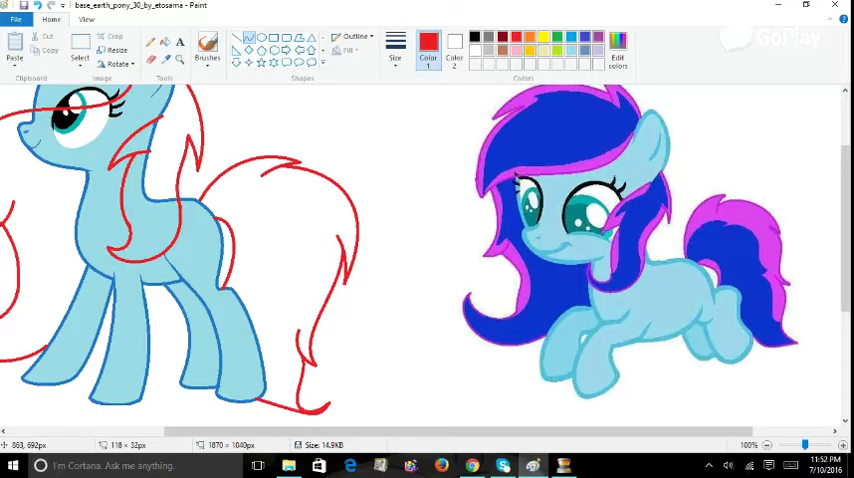 base_earth_pony_30_by_etosama - Paint
File Home View
GoPlay
Paste
Cut
Copy
Clipboard
Select
Crop
Resize
Rotate
Image
Tools
Brushes
Shapes
Outline
Fill
Size
Color 1
Color 2
Edit colors
Colors
863, 692px 118 × 32px 1870 × 1040px Size: 14.9KB 100%
I'm Cortana. Ask me anything.
11:52 PM
7/10/2016